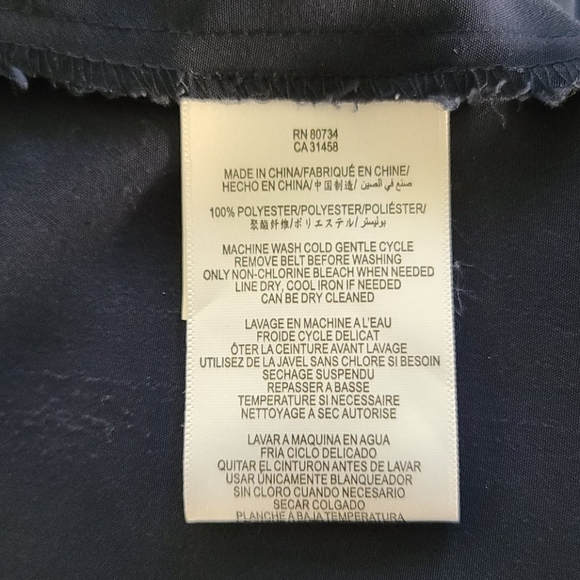 RN 80734
CA 31458
MADE IN CHINA/FABRIQUÉ EN CHINE/
HECHO EN CHINA/中国制造/ صنع في الصين
100% POLYESTER/POLYESTER/POLIÉSTER/
聚酯纤维/ポリエステル/بوليستر
MACHINE WASH COLD GENTLE CYCLE
REMOVE BELT BEFORE WASHING
ONLY NON-CHLORINE BLEACH WHEN NEEDED
LINE DRY, COOL IRON IF NEEDED
CAN BE DRY CLEANED
LAVAGE EN MACHINE A L'EAU
FROIDE CYCLE DELICAT
ÔTER LA CEINTURE AVANT LAVAGE
UTILISEZ DE LA JAVEL SANS CHLORE SI BESOIN
SECHAGE SUSPENDU
REPASSER A BASSE
TEMPERATURE SI NECESSAIRE
NETTOYAGE A SEC AUTORISE
LAVAR A MAQUINA EN AGUA
FRIA CICLO DELICADO
QUITAR EL CINTURON ANTES DE LAVAR
USAR ÚNICAMENTE BLANQUEADOR
SIN CLORO CUANDO NECESARIO
SECAR COLGADO
PLANCHE A BAJA TEMPERATURA